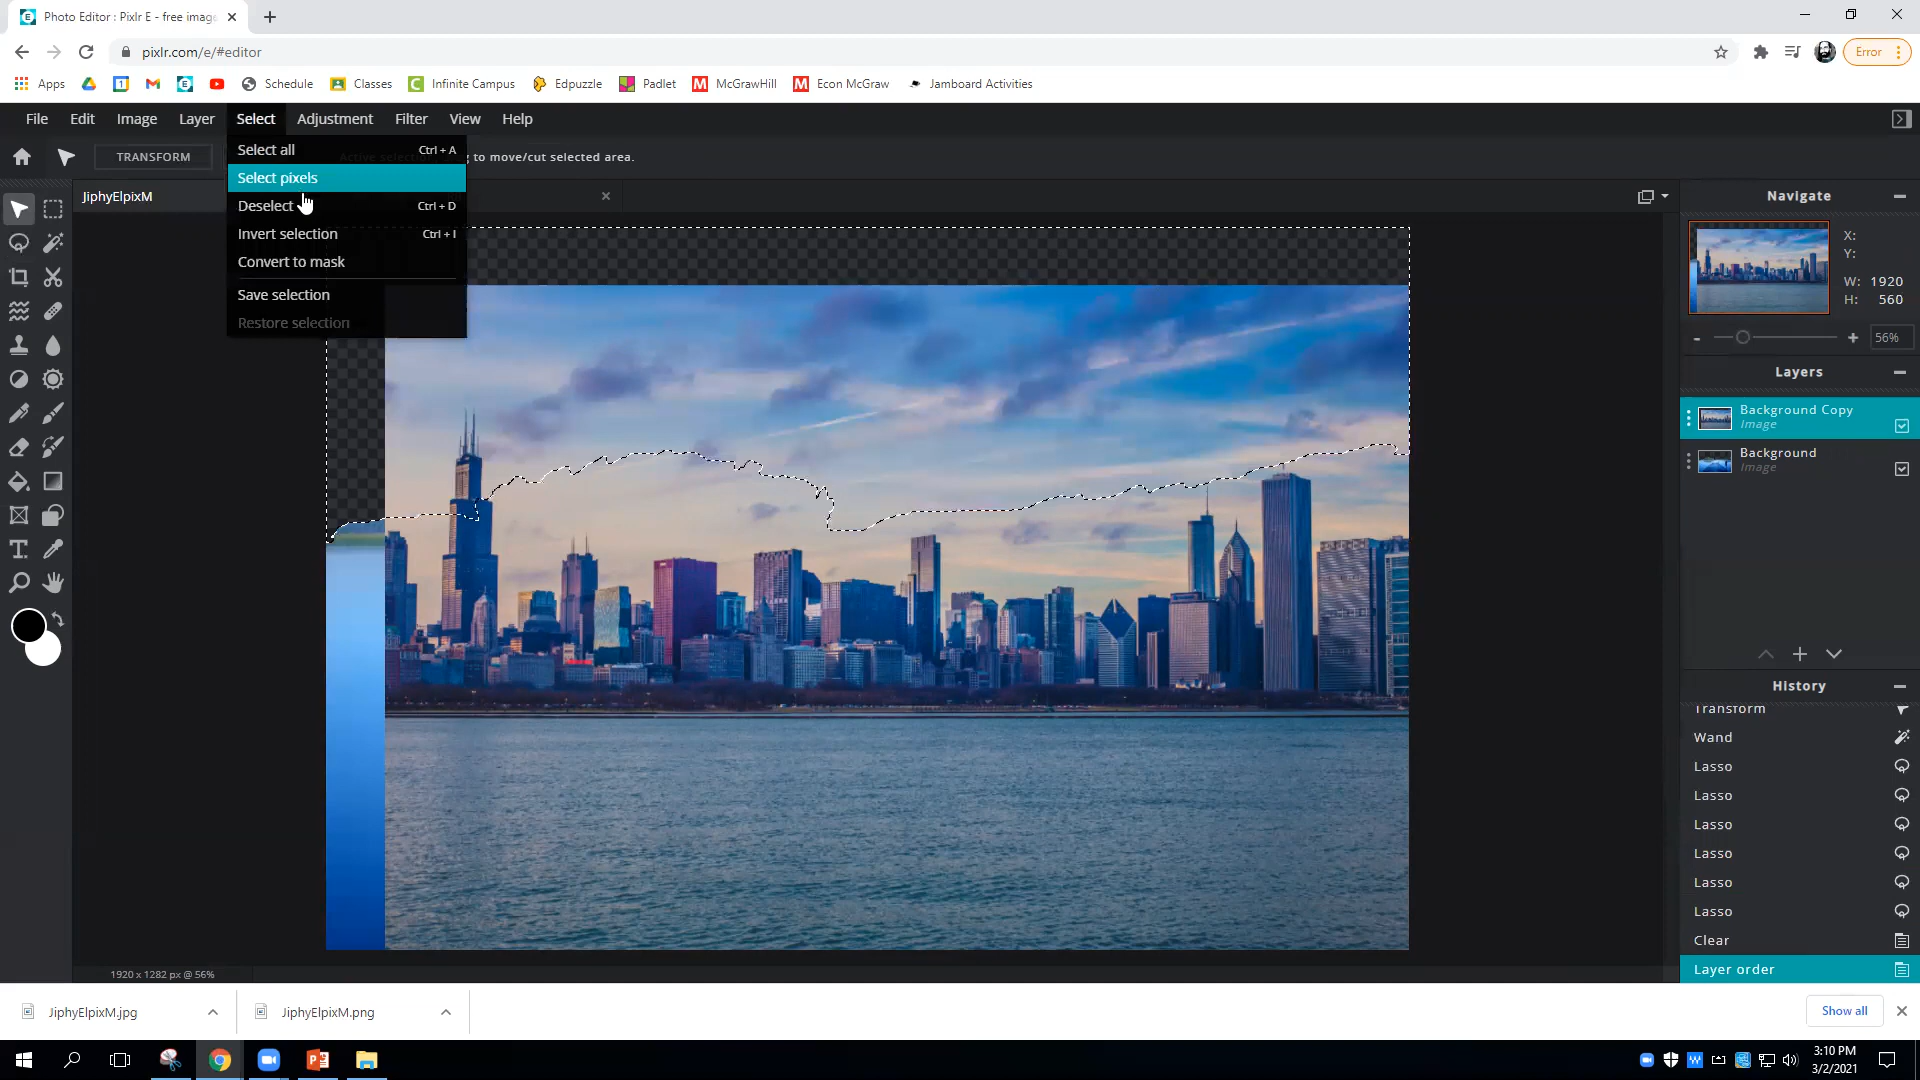 Photo Editor : Pixlr E - free imag
pixlr.com/e/#editor
Error
Apps
1
Schedule
Classes
Infinite Campus
Edpuzzle
Padlet
McGrawHill
Econ McGraw
Jamboard Activities
File Edit Image Layer Select Adjustment Filter View Help
TRANSFORM
to move/cut selected area.
JiphyElpixM
Select all Ctrl + A
Select pixels
Deselect Ctrl + D
Invert selection Ctrl + I
Convert to mask
Save selection
Restore selection
Navigate
X:
Y:
W: 1920
H: 560
56%
Layers
Background Copy
Image
Background
Image
History
Transform
Wand
Lasso
Lasso
Lasso
Lasso
Lasso
Lasso
Clear
Layer order
1920 x 1282 px @ 56%
JiphyElpixM.jpg
JiphyElpixM.png
Show all
3:10 PM
3/2/2021